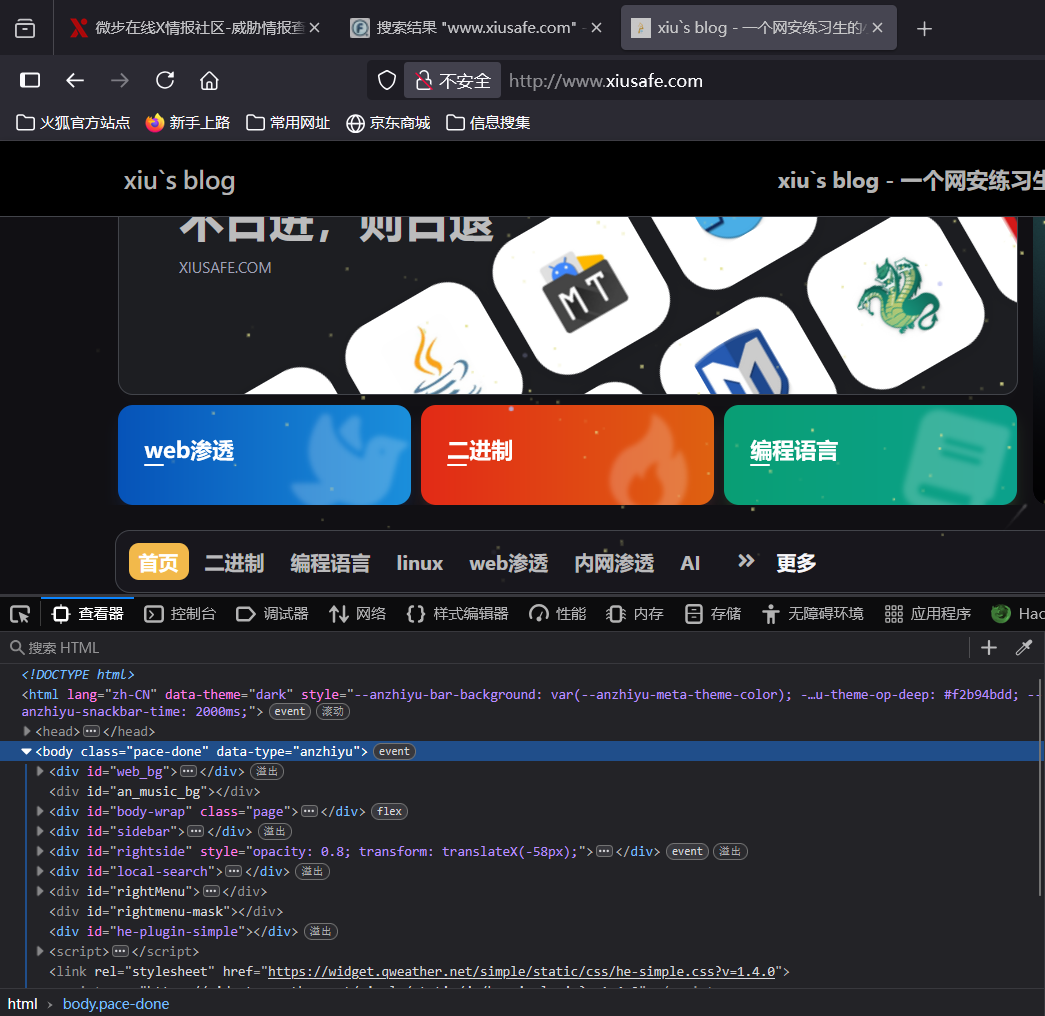 微步在线X情报社区-威胁情报查
搜索结果 "www.xiusafe.com" -
xiu`s blog - 一个网安练习生的
不安全
http://www.xiusafe.com
火狐官方站点
新手上路
常用网址
京东商城
信息搜集
xiu`s blog
xiu`s blog - 一个网安练习生
不日进，则日退
XIUSAFE.COM
MT
web渗透
二进制
编程语言
首页
二进制
编程语言
linux
web渗透
内网渗透
AI
更多
查看器
控制台
调试器
网络
样式编辑器
性能
内存
存储
无障碍环境
应用程序
Hac
搜索 HTML
<!DOCTYPE html>
<html lang="zh-CN" data-theme="dark" style="--anzhiyu-bar-background: var(--anzhiyu-meta-theme-color); -…u-theme-op-deep: #f2b94bdd; --
anzhiyu-snackbar-time: 2000ms;"> event 滚动
<head> ••• </head>
<body class="pace-done" data-type="anzhiyu"> event
<div id="web_bg"> ••• </div> 溢出
<div id="an_music_bg"></div>
<div id="body-wrap" class="page"> ••• </div> flex
<div id="sidebar"> ••• </div> 溢出
<div id="rightside" style="opacity: 0.8; transform: translateX(-58px);"> ••• </div> event 溢出
<div id="local-search"> ••• </div> 溢出
<div id="rightMenu"> ••• </div>
<div id="rightmenu-mask"></div>
<div id="he-plugin-simple"></div> 溢出
<script> ••• </script>
<link rel="stylesheet" href="https://widget.qweather.net/simple/static/css/he-simple.css?v=1.4.0">
html › body.pace-done